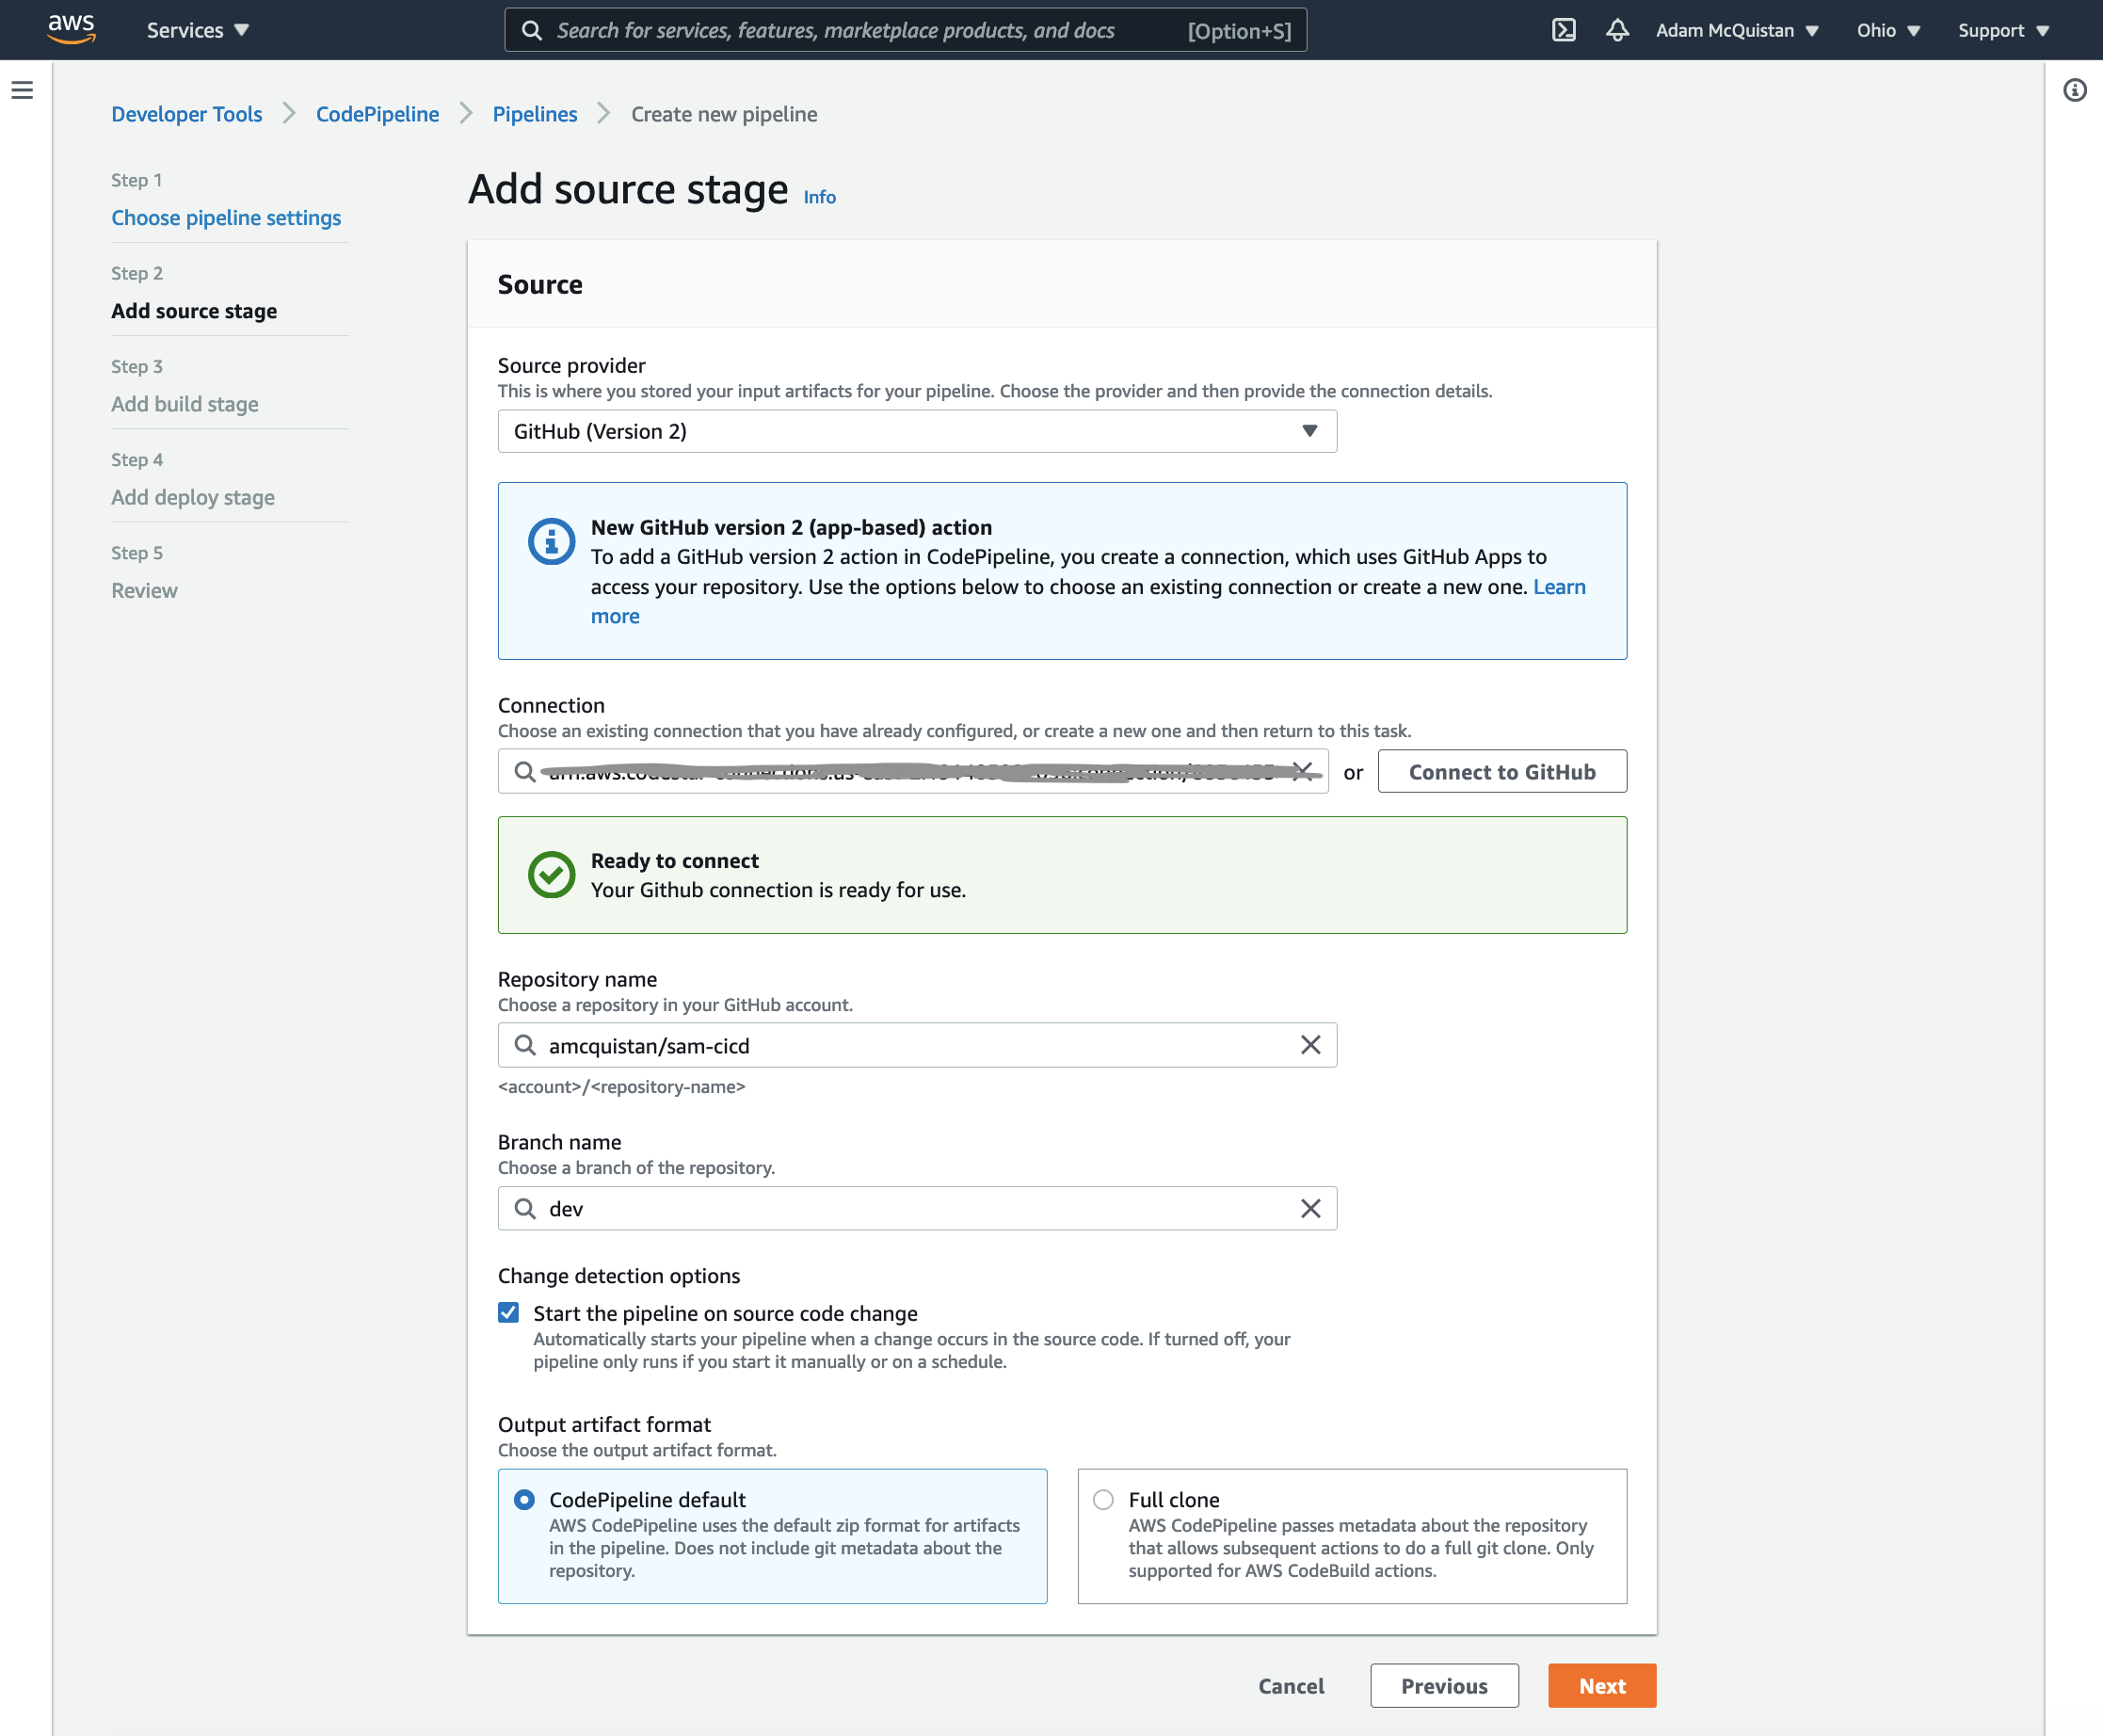 aws
Services
Search for services, features, marketplace products, and docs
[Option+S]
Adam McQuistan
Ohio
Support
Developer Tools
CodePipeline
Pipelines
Create new pipeline
Step 1
Choose pipeline settings
Step 2
Add source stage
Step 3
Add build stage
Step 4
Add deploy stage
Step 5
Review
Add source stage Info
Source
Source provider
This is where you stored your input artifacts for your pipeline. Choose the provider and then provide the connection details.
GitHub (Version 2)
New GitHub version 2 (app-based) action
To add a GitHub version 2 action in CodePipeline, you create a connection, which uses GitHub Apps to
access your repository. Use the options below to choose an existing connection or create a new one. Learn
more
Connection
Choose an existing connection that you have already configured, or create a new one and then return to this task.
or
Connect to GitHub
Ready to connect
Your Github connection is ready for use.
Repository name
Choose a repository in your GitHub account.
amcquistan/sam-cicd
<account>/<repository-name>
Branch name
Choose a branch of the repository.
dev
Change detection options
Start the pipeline on source code change
Automatically starts your pipeline when a change occurs in the source code. If turned off, your
pipeline only runs if you start it manually or on a schedule.
Output artifact format
Choose the output artifact format.
CodePipeline default
AWS CodePipeline uses the default zip format for artifacts
in the pipeline. Does not include git metadata about the
repository.
Full clone
AWS CodePipeline passes metadata about the repository
that allows subsequent actions to do a full git clone. Only
supported for AWS CodeBuild actions.
Cancel
Previous
Next